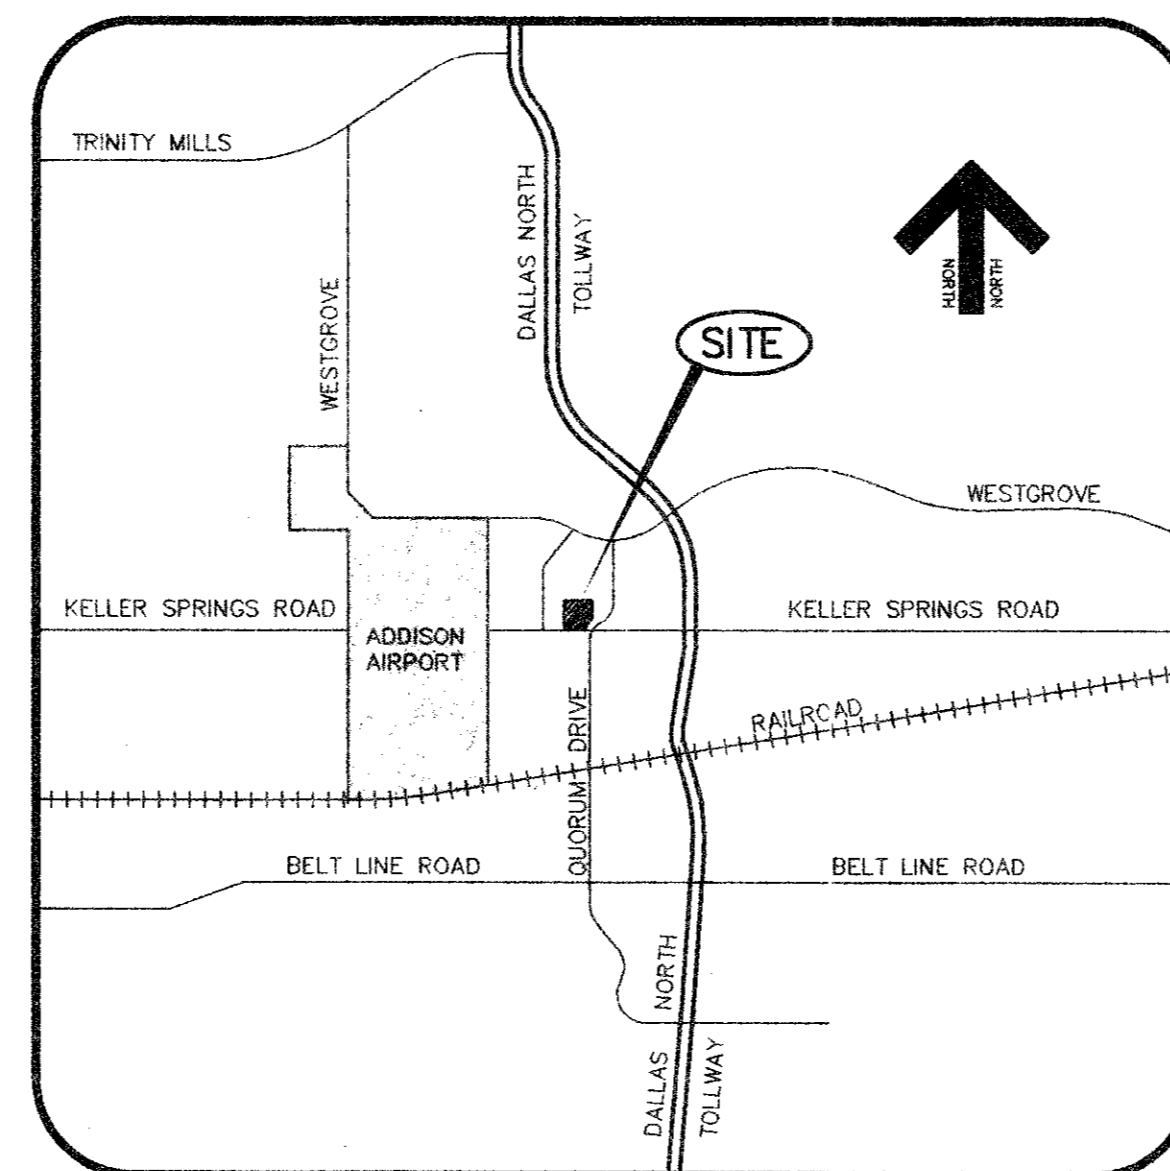 TRINITY MILLS
DALLAS NORTH
TOLLWAY
NORTH
NORTH
WESTGROVE
SITE
WESTGROVE
KELLER SPRINGS ROAD
KELLER SPRINGS ROAD
ADDISON
AIRPORT
RAILROAD
QUORUM DRIVE
BELT LINE ROAD
BELT LINE ROAD
DALLAS NORTH
TOLLWAY